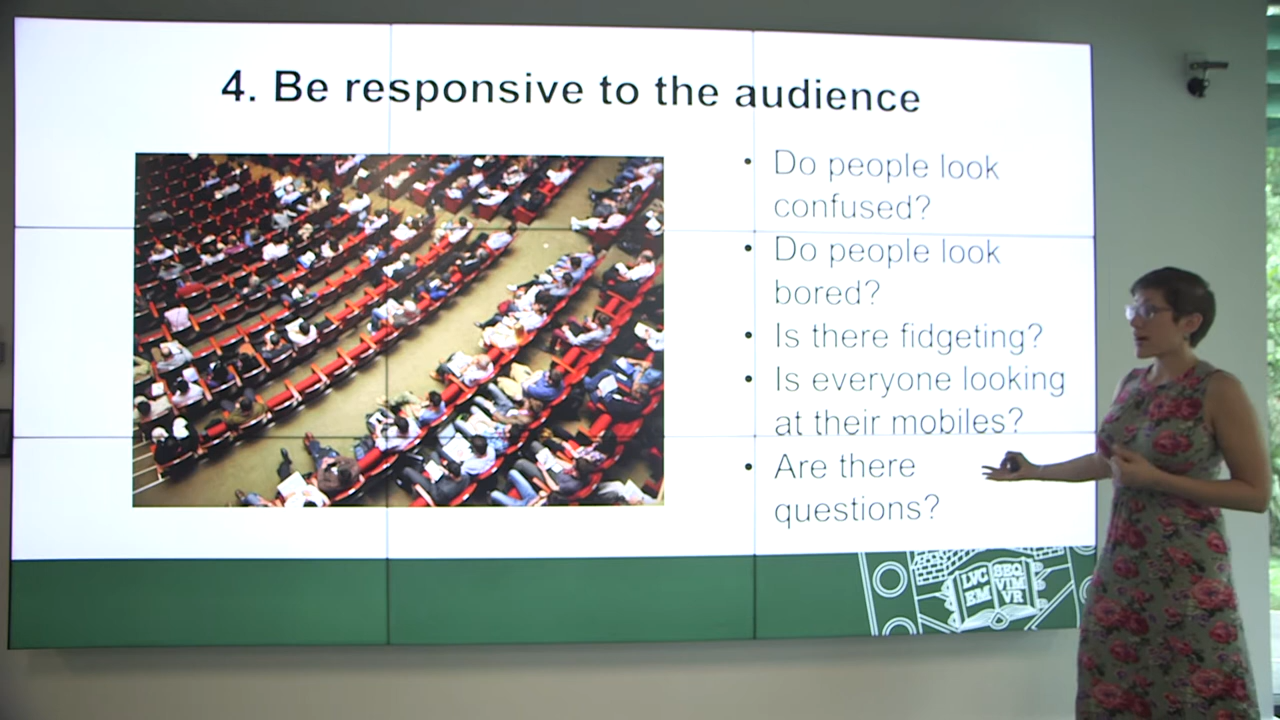 4. Be responsive to the audience
• Do people look
confused?
• Do people look
bored?
• Is there fidgeting?
• Is everyone looking
at their mobiles?
• Are there
questions?
LVC SEQ
EM VIM
VR